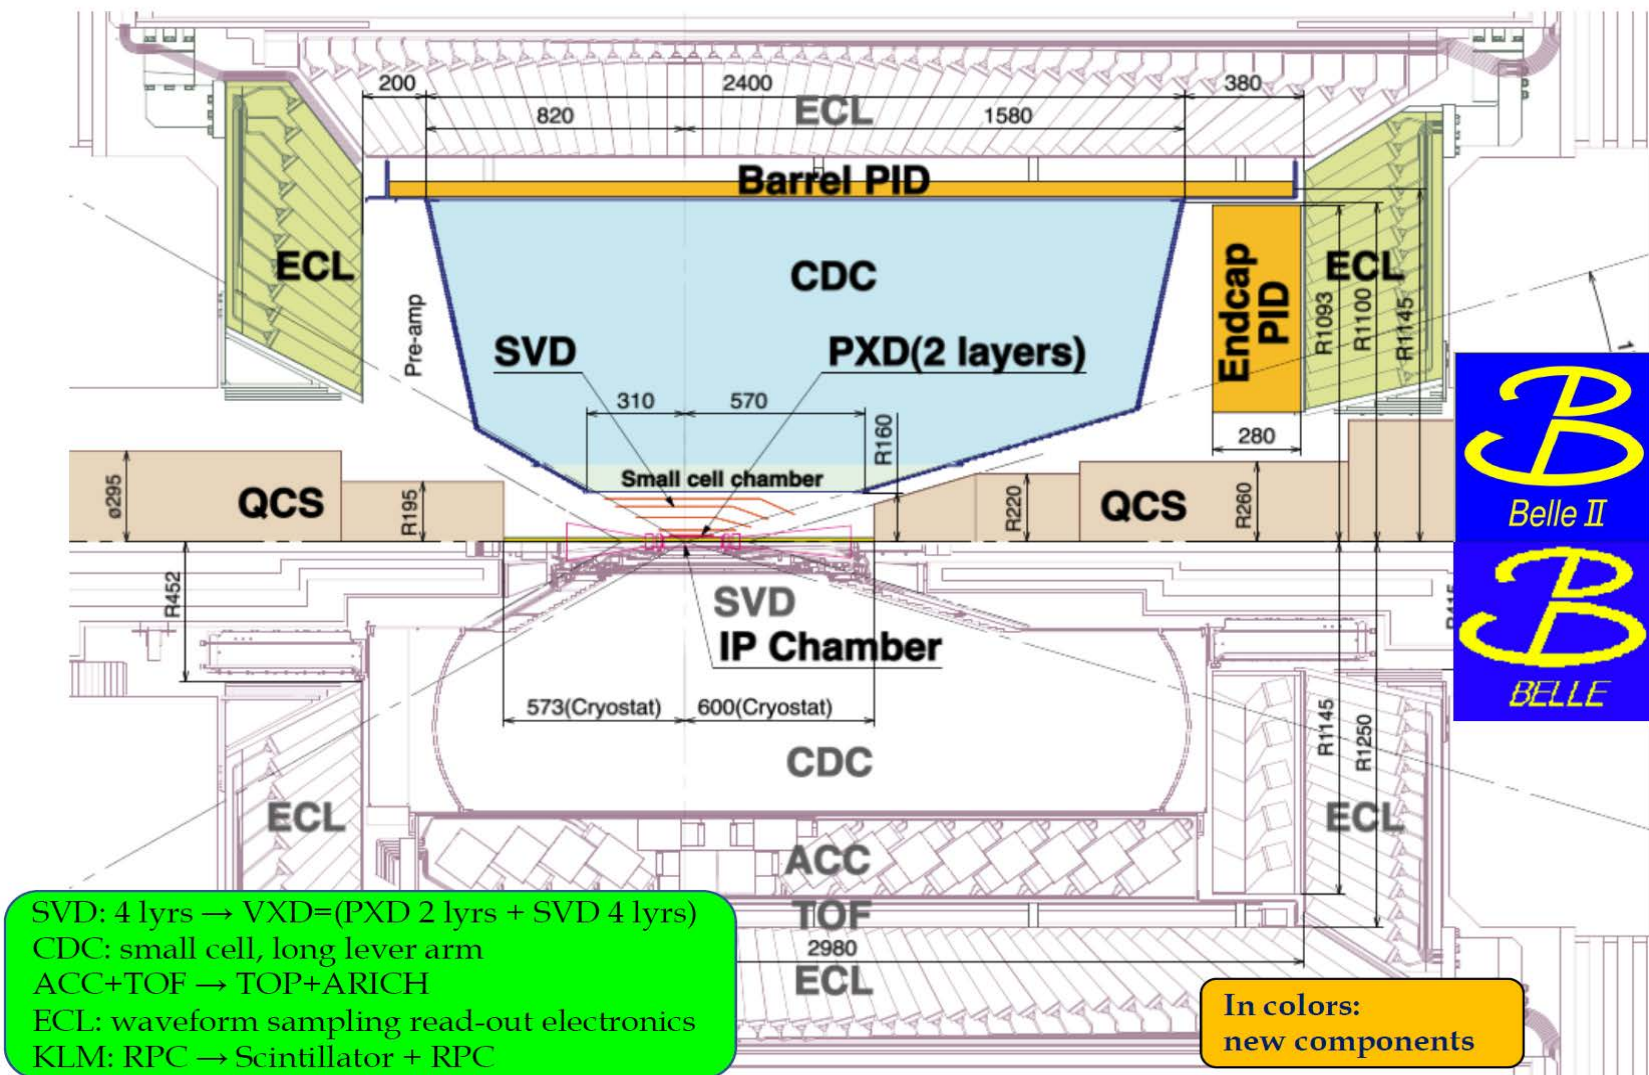 200
2400
380
ECL
820
1580
Barrel PID
ECL
CDC
ECL
Pre-amp
Endcap
PID
R1093
R1100
R1145
SVD
PXD(2 layers)
310
570
R160
280
Small cell chamber
ø295
QCS
R195
R220
QCS
R260
Belle II
R452
SVD
IP Chamber
BELLE
573(Cryostat)
600(Cryostat)
CDC
R1145
R1250
ECL
ECL
ACC
TOF
2980
ECL
SVD: 4 lyrs → VXD=(PXD 2 lyrs + SVD 4 lyrs)
CDC: small cell, long lever arm
ACC+TOF → TOP+ARICH
ECL: waveform sampling read-out electronics
KLM: RPC → Scintillator + RPC
In colors:
new components